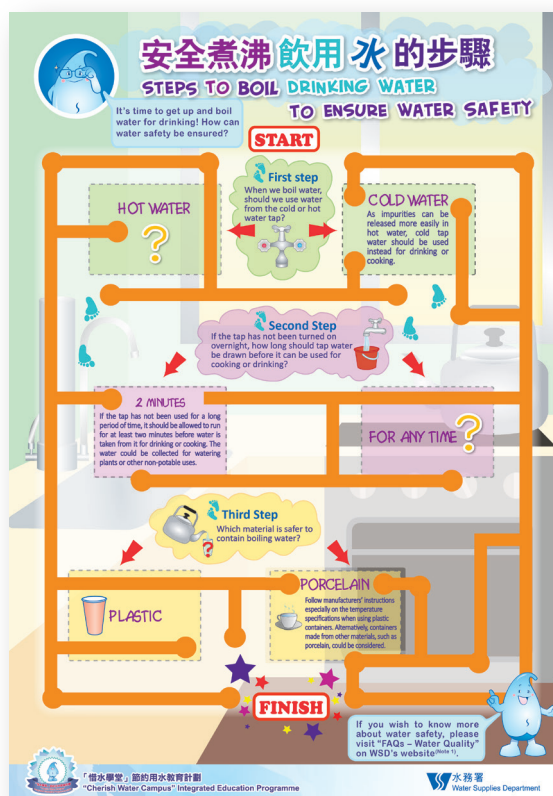 安全煮沸飲用水的步驟
STEPS TO BOIL DRINKING WATER
TO ENSURE WATER SAFETY
It's time to get up and boil
water for drinking! How can
water safety be ensured?
START
First step
When we boil water,
should we use water
from the cold or hot
water tap?
HOT WATER
?
COLD WATER
As impurities can be
released more easily in
hot water, cold tap
water should be used
instead for drinking or
cooking.
Second Step
If the tap has not been turned on
overnight, how long should tap water
be drawn before it can be used for
cooking or drinking?
2 MINUTES
If the tap has not been used for a long
period of time, it should be allowed to run
for at least two minutes before water is
taken from it for drinking or cooking. The
water could be collected for watering
plants or other non-potable uses.
FOR ANY TIME ?
Third Step
Which material is safer to
contain boiling water?
?
PLASTIC
PORCELAIN
Follow manufacturers' instructions
especially on the temperature
specifications when using plastic
containers. Alternatively, containers
made from other materials, such as
porcelain, could be considered.
FINISH
If you wish to know more
about water safety, please
visit "FAQs – Water Quality"
on WSD's website(Note 1).
「惜水學堂」節約用水教育計劃
"Cherish Water Campus" Integrated Education Programme
水務署
Water Supplies Department